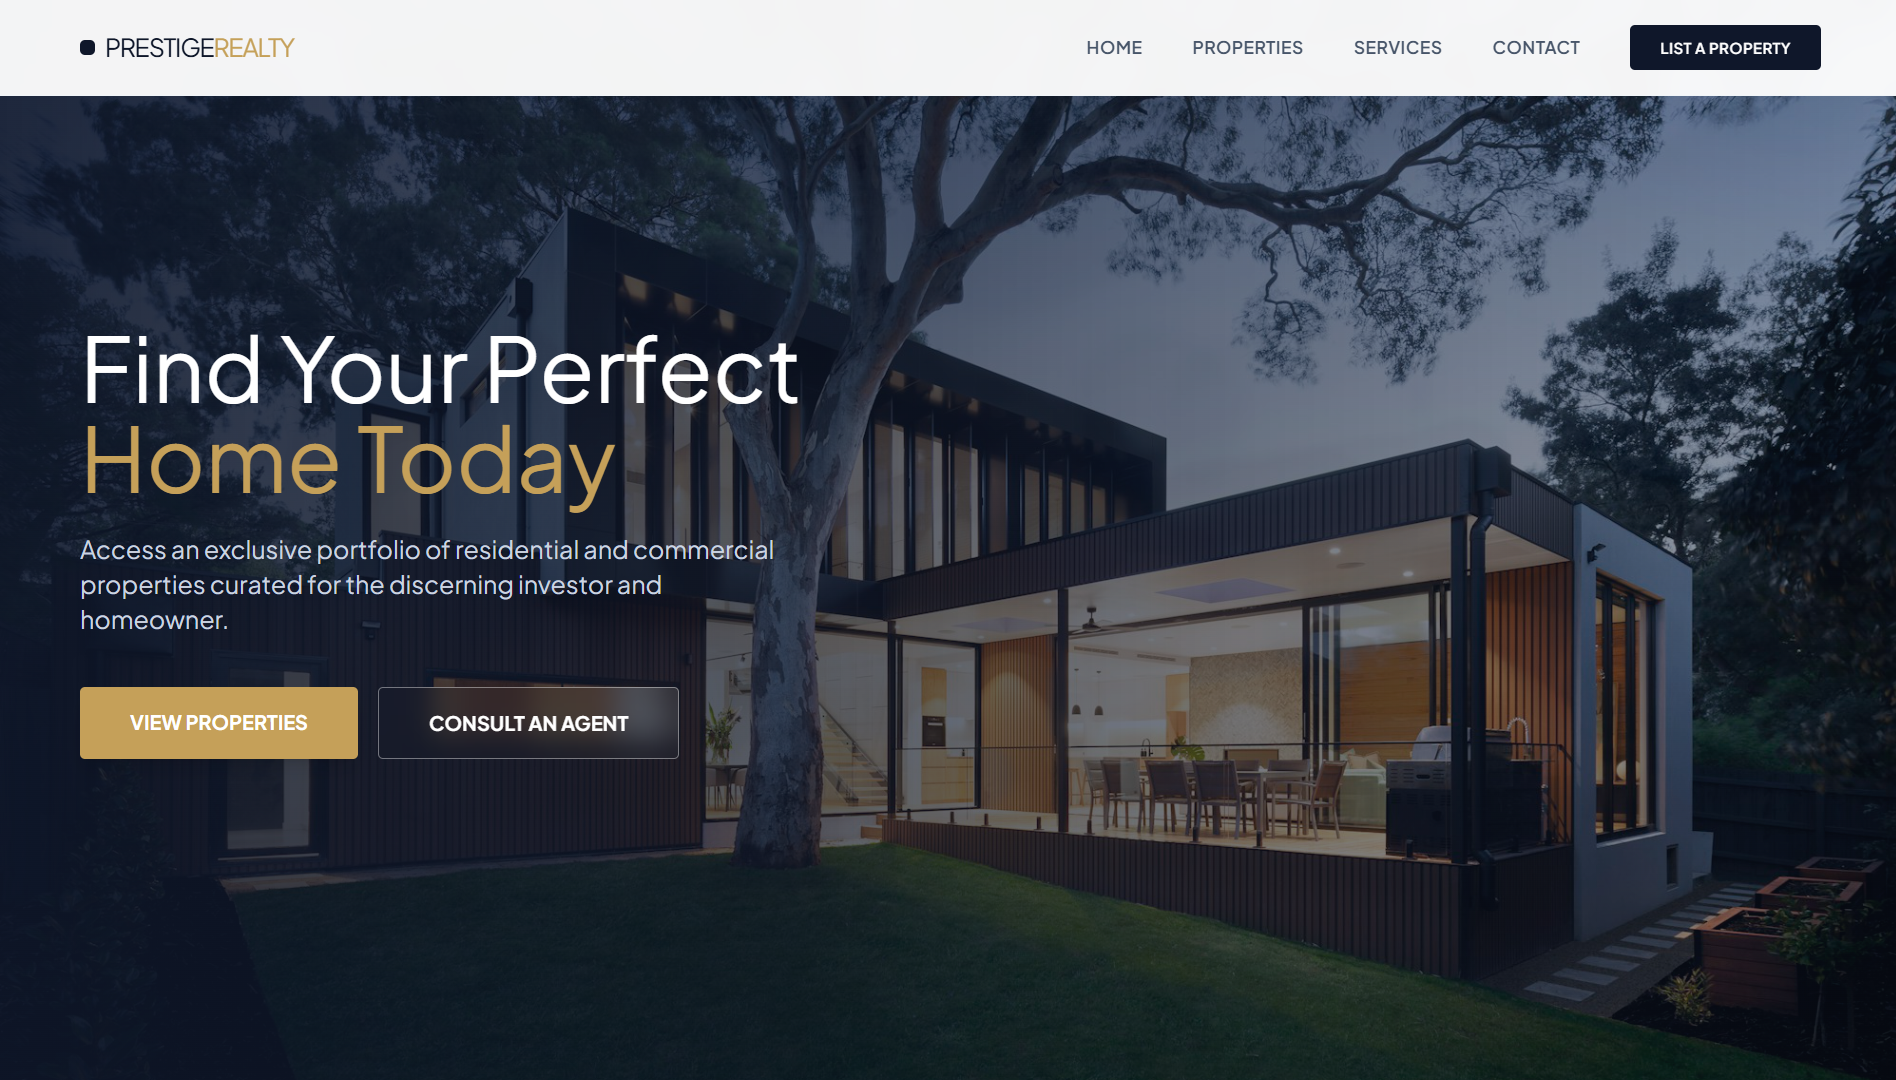 PRESTIGEREALTY
HOME
PROPERTIES
SERVICES
CONTACT
LIST A PROPERTY
Find Your Perfect
Home Today
Access an exclusive portfolio of residential and commercial
properties curated for the discerning investor and
homeowner.
VIEW PROPERTIES
CONSULT AN AGENT